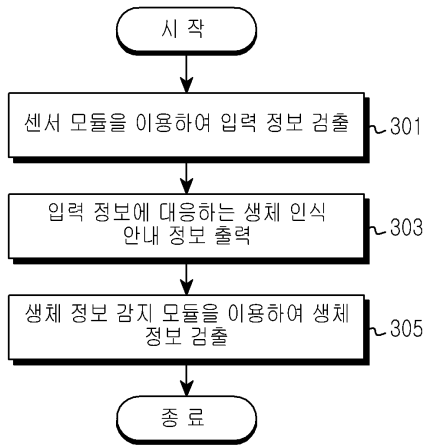 시 작
센서 모듈을 이용하여 입력 정보 검출
301
입력 정보에 대응하는 생체 인식
안내 정보 출력
303
생체 정보 감지 모듈을 이용하여 생체
정보 검출
305
종 료